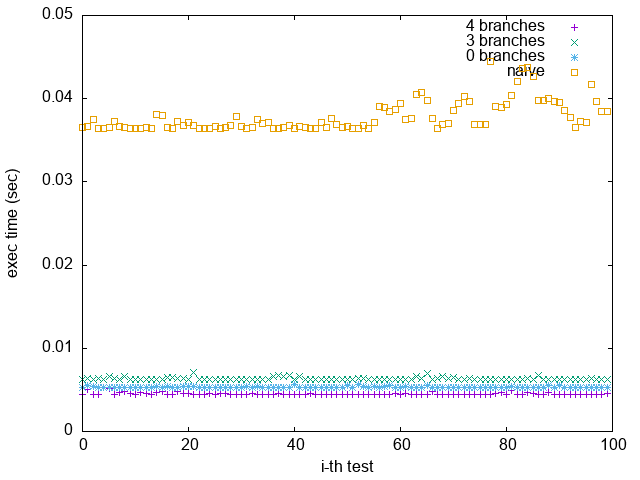 0.05
0.04
0.03
0.02
0.01
0
exec time (sec)
4 branches
3 branches
0 branches
naive
0 20 40 60 80 100
i-th test